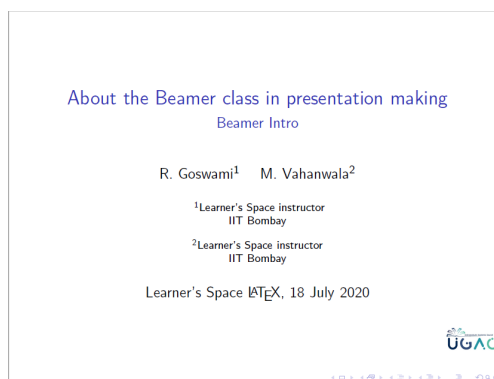 About the Beamer class in presentation making
Beamer Intro
R. Goswami¹ M. Vahanwala²
¹Learner's Space instructor
IIT Bombay
²Learner's Space instructor
IIT Bombay
Learner's Space LATEX, 18 July 2020
UGAC